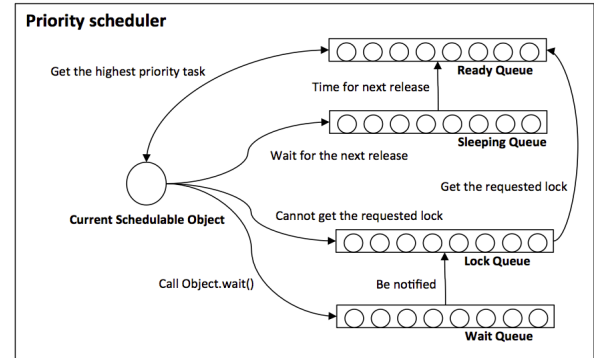 Priority scheduler
Get the highest priority task
Ready Queue
Time for next release
Sleeping Queue
Wait for the next release
Get the requested lock
Current Schedulable Object
Cannot get the requested lock
Lock Queue
Call Object.wait()
Be notified
Wait Queue